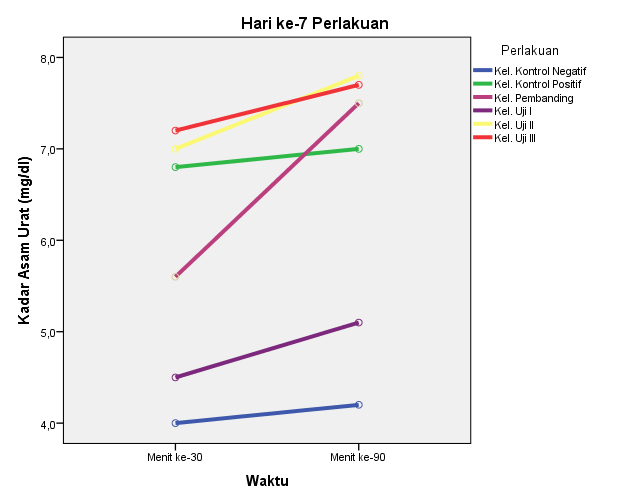 Hari ke-7 Perlakuan
Perlakuan
Kel. Kontrol Negatif
Kel. Kontrol Positif
Kel. Pembanding
Kel. Uji I
Kel. Uji II
Kel. Uji III
Kadar Asam Urat (mg/dl)
8,0
7,0
6,0
5,0
4,0
Menit ke-30
Menit ke-90
Waktu